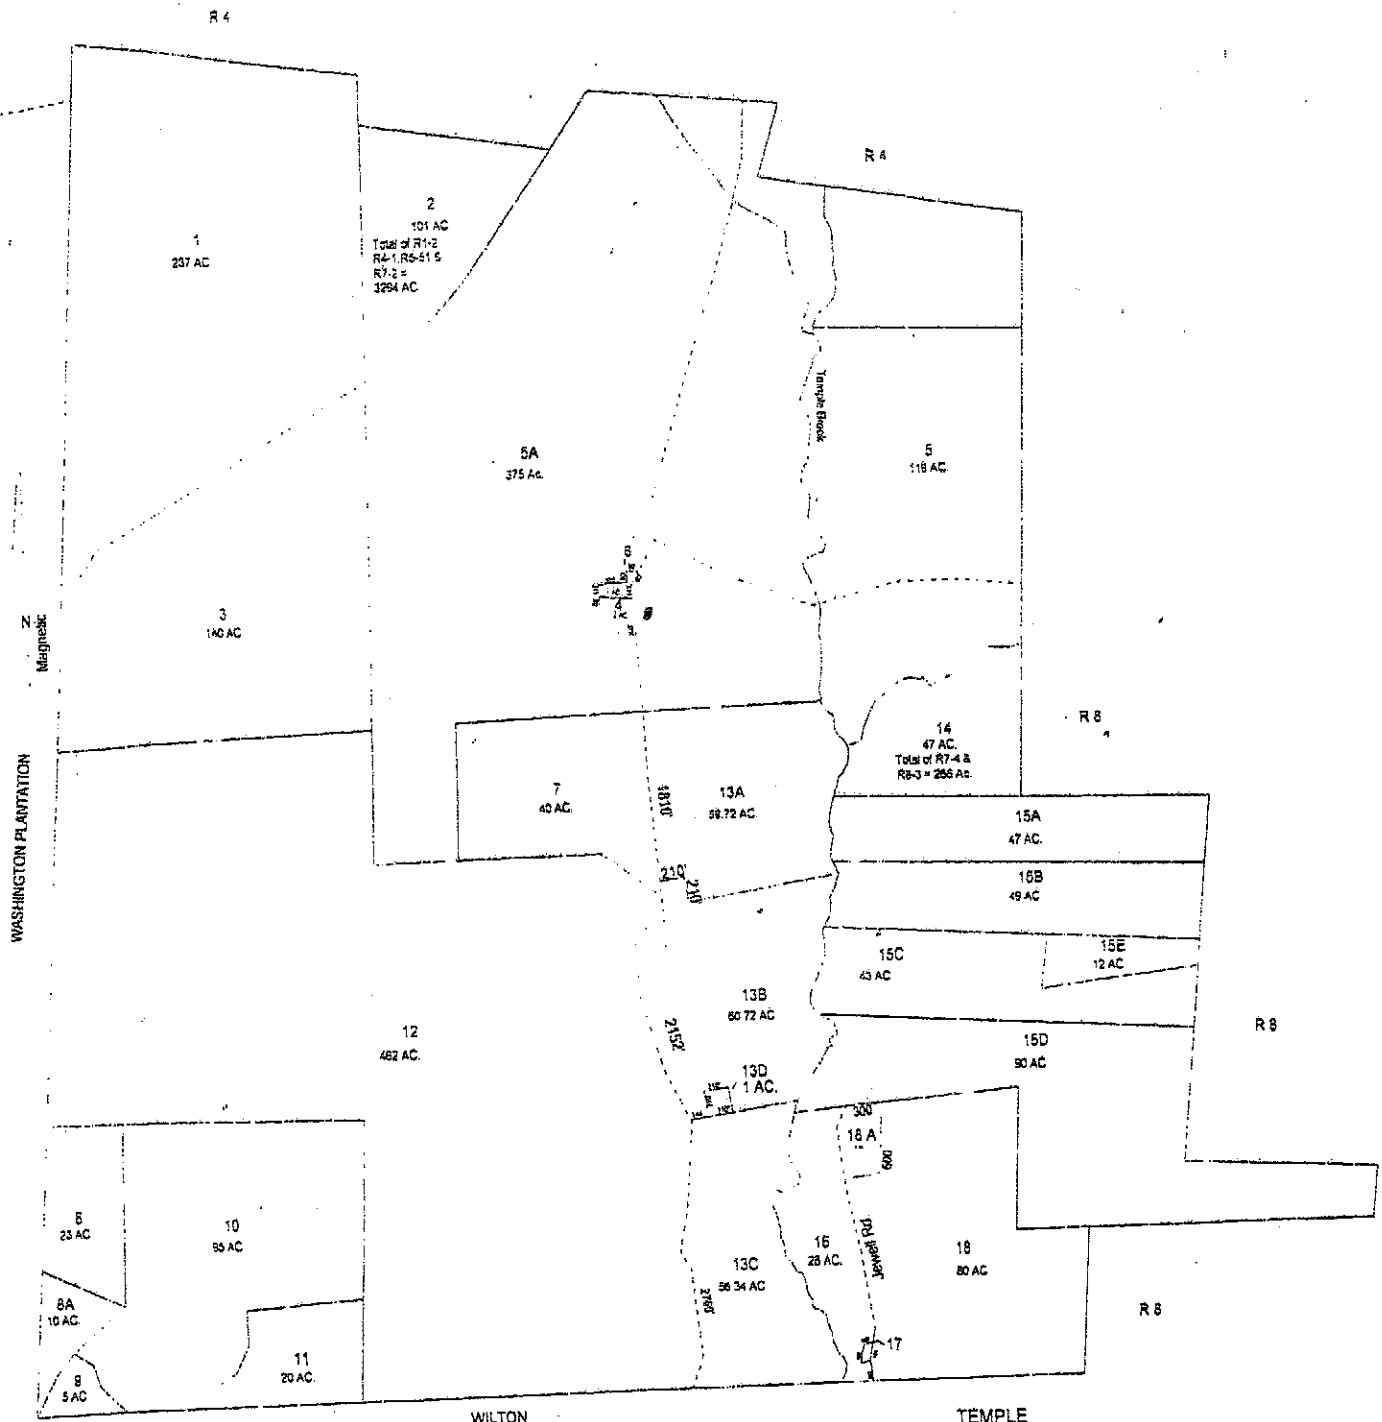 R 4
R 4
2
101 AC
Total of R1-2
R4-1, R5-51 &
R7-2 =
3264 AC
1
237 AC
Temple Brook
5A
375 Ac.
5
118 AC.
6
3
140 AC
N
Magnetic
R 8
14
47 AC.
Total of R7-4 &
R8-3 = 266 Ac.
WASHINGTON PLANTATION
7
40 AC.
1810'
13A
58.72 AC.
15A
47 AC.
210'
210'
15B
49 AC
15C
45 AC
15E
12 AC
13B
60.72 AC
R 8
12
462 AC.
2152'
15D
90 AC
13D
1 AC.
300
18 A
600
8
23 AC
10
95 AC
13C
56.34 AC
16
28 AC.
18
80 AC
8A
10 AC.
R 8
11
20 AC.
17
9
5 AC
WILTON
TEMPLE